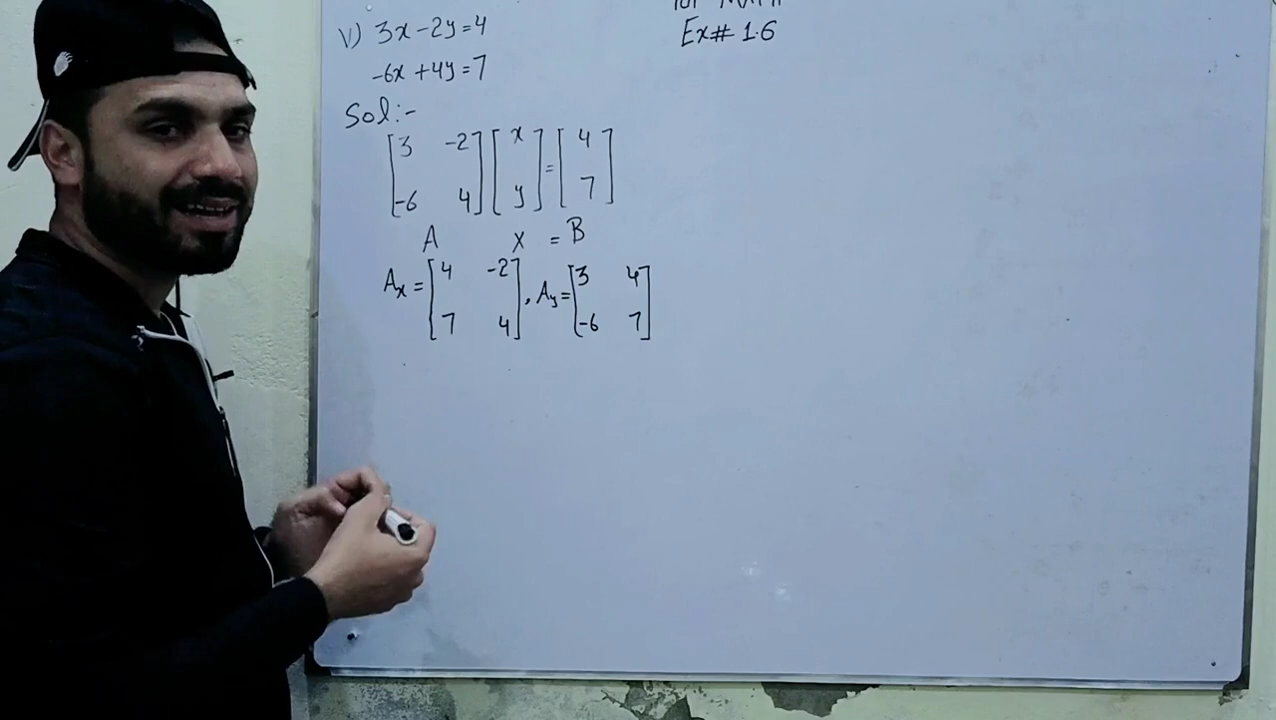 Ex# 1.6
V) 3x-2y=4
-6x+4y=7
Sol:-
[3 -2] [x] = [4]
[-6 4] [y] [7]
A X = B
Ax = [4 -2], Ay = [3 4]
[7 4] [-6 7]